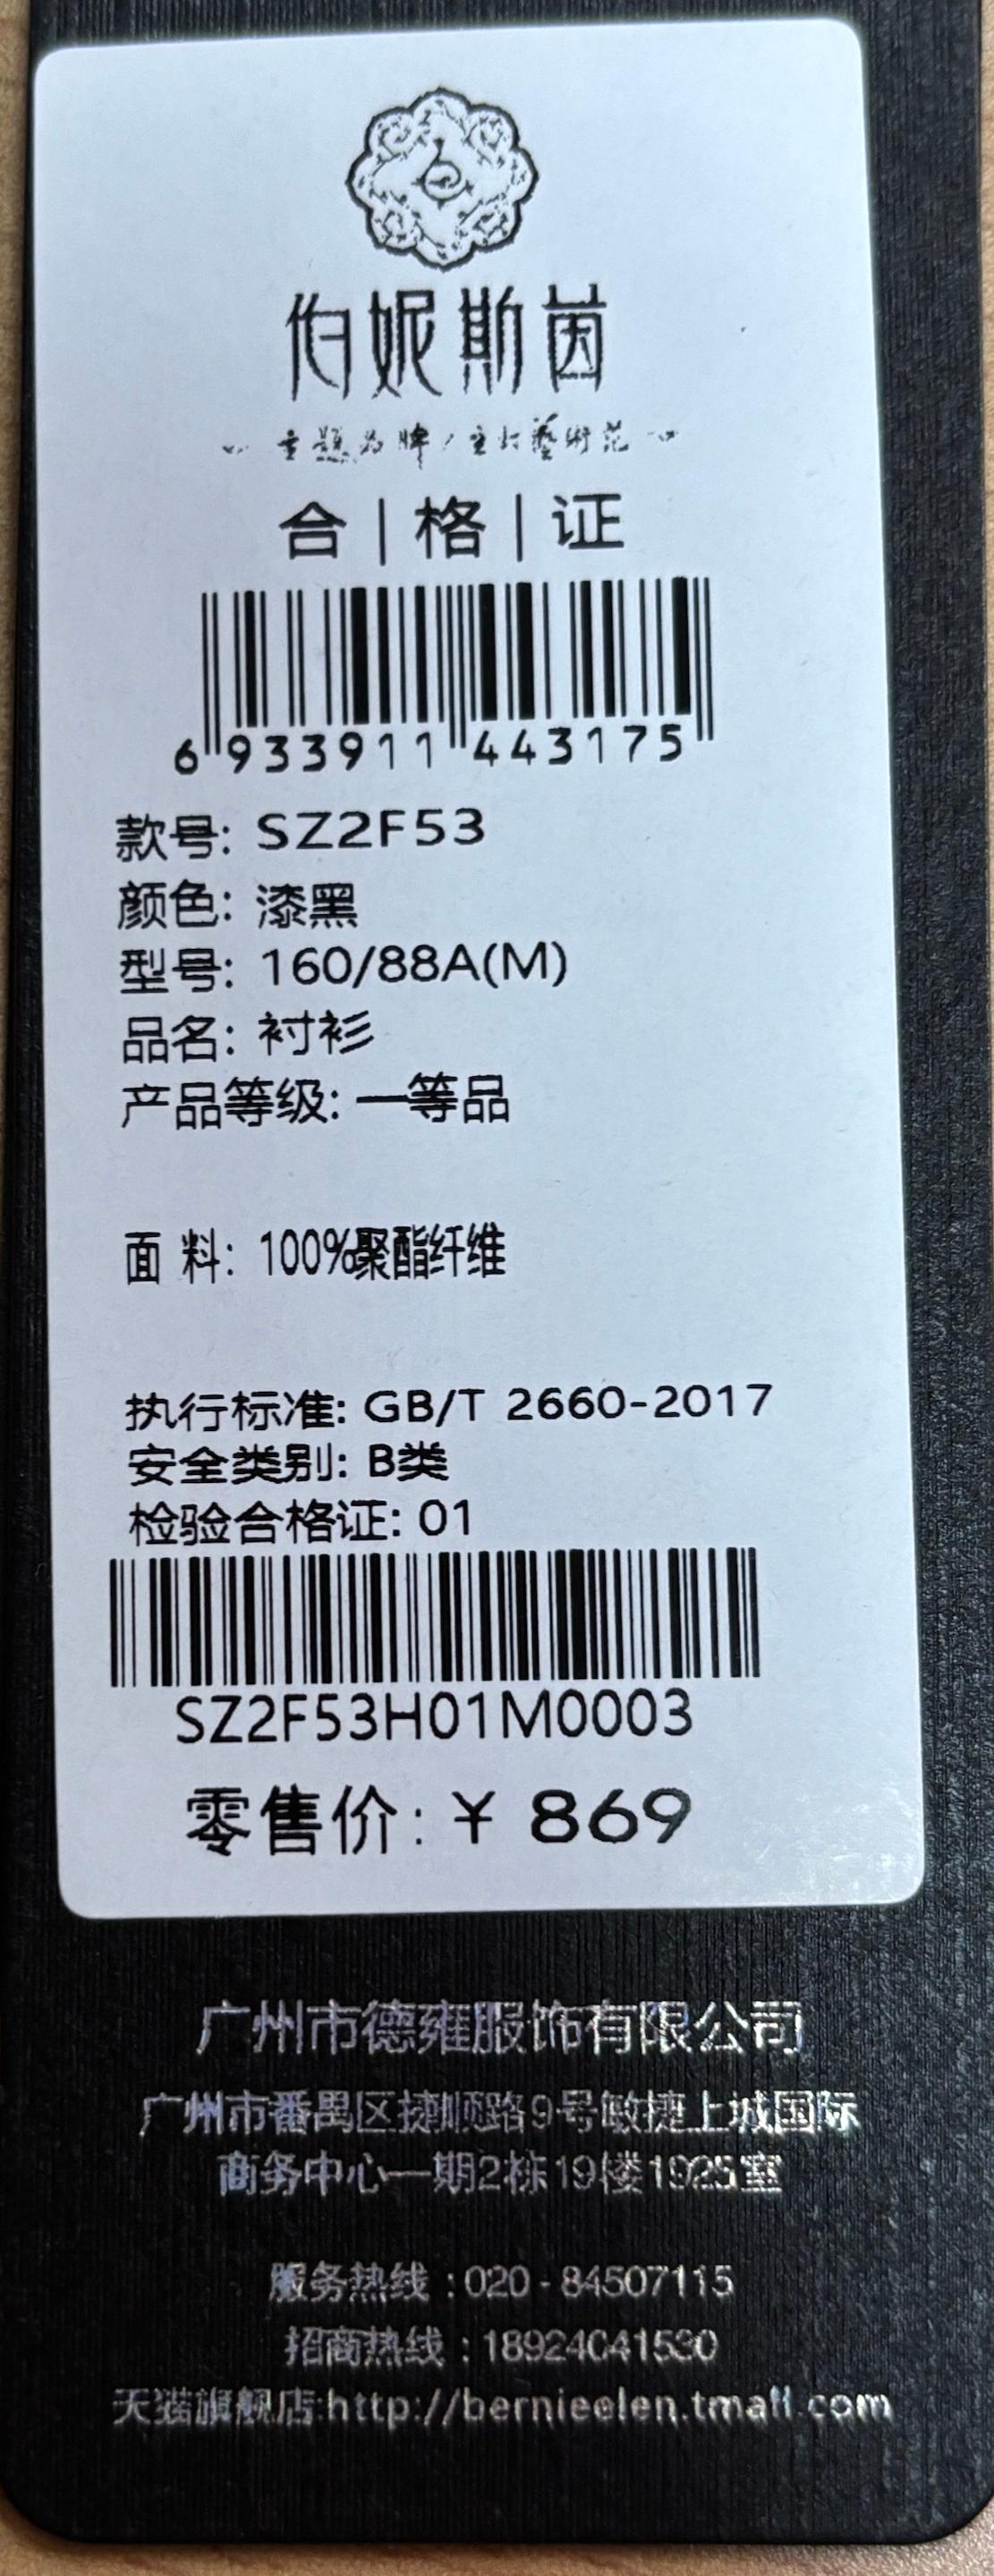 伯妮斯茵
合|格|证
6 933911 443175
款号: SZ2F53
颜色: 漆黑
型号: 160/88A(M)
品名: 衬衫
产品等级: 一等品
面 料: 100%聚酯纤维
执行标准: GB/T 2660-2017
安全类别: B类
检验合格证: 01
SZ2F53H01M0003
零售价: ¥ 869
广州市德雍服饰有限公司
广州市番禺区捷顺路9号敏捷上城国际
商务中心一期2栋19楼1925室
服务热线 : 020 - 84507115
招商热线 : 18924041530
天猫旗舰店:http://bernieelen.tmall.com